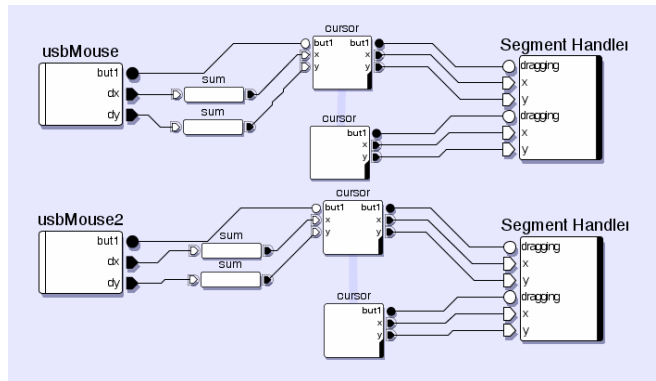 cursor
usbMouse
Segment Handler
but1 but1
dragging
but1
x x
sum
x
dx
y y
y
sum
dragging
dy
cursor
but1
x
x
y
y
cursor
usbMouse2
but1 but1
Segment Handler
sum
x x
but1
y y
dragging
dx
sum
x
dy
y
cursor
dragging
but1
x
x
y
y